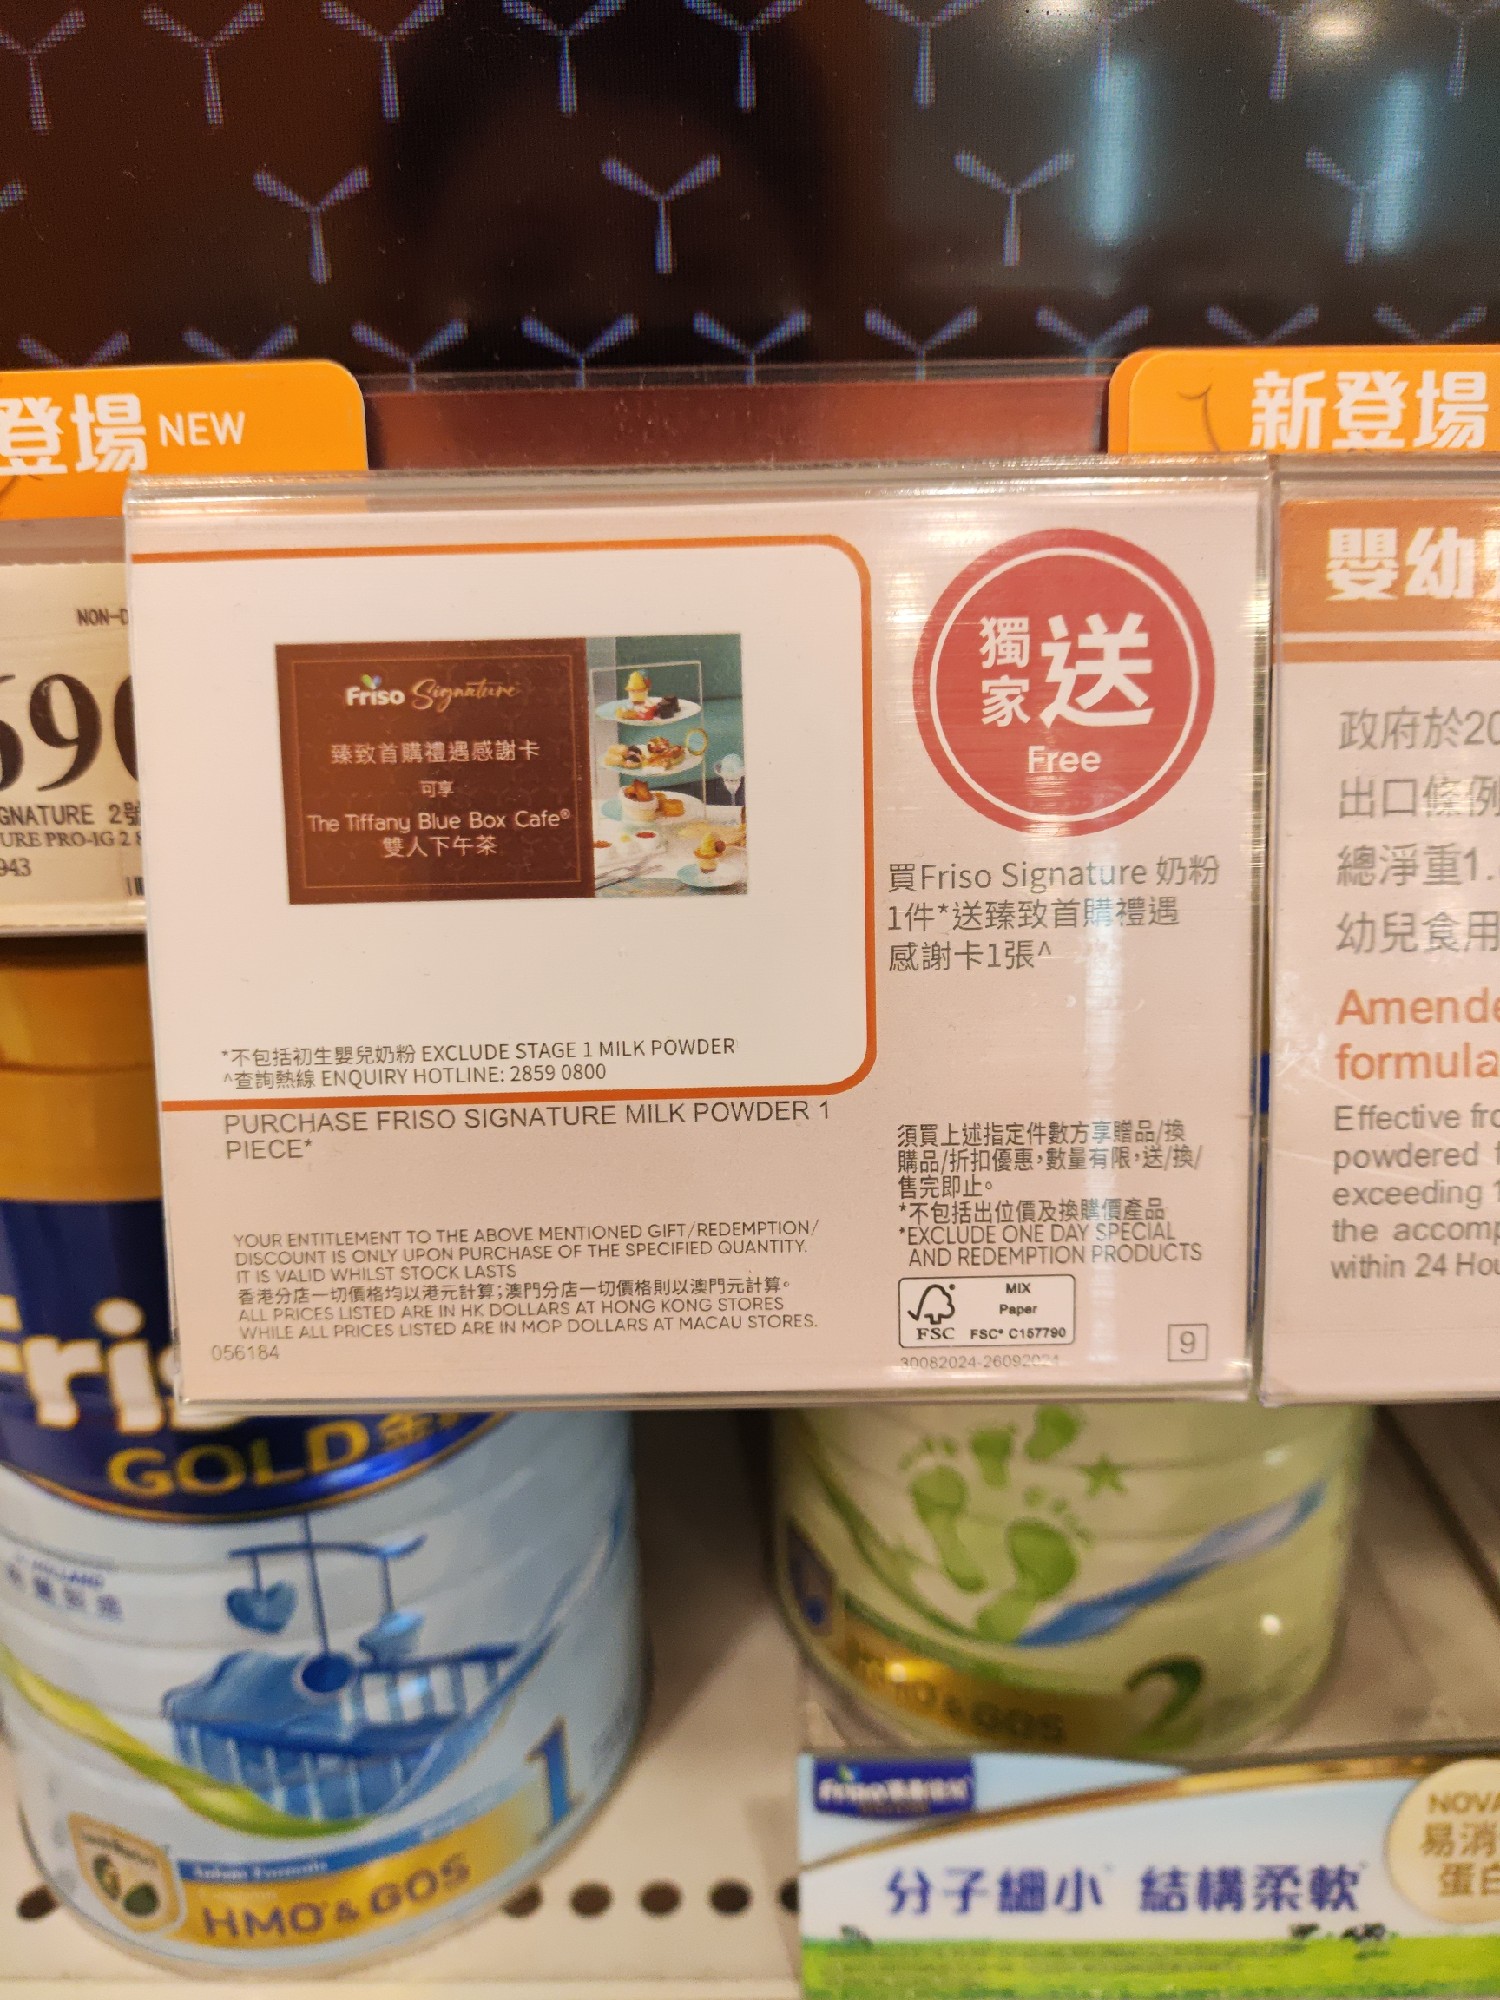 登場 NEW
新登場
NON-D
690
GNATURE 2號
URE PRO-IG 2 8
943
Friso Signature
臻致首購禮遇感謝卡
可享
The Tiffany Blue Box Cafe®
雙人下午茶
獨家送
Free
買Friso Signature 奶粉
1件*送臻致首購禮遇
感謝卡1張^
*不包括初生嬰兒奶粉 EXCLUDE STAGE 1 MILK POWDER
^查詢熱線 ENQUIRY HOTLINE: 2859 0800
PURCHASE FRISO SIGNATURE MILK POWDER 1
PIECE*
須買上述指定件數方享贈品/換
購品/折扣優惠,數量有限,送/換/
售完即止。
*不包括出位價及換購價產品
*EXCLUDE ONE DAY SPECIAL
AND REDEMPTION PRODUCTS
YOUR ENTITLEMENT TO THE ABOVE MENTIONED GIFT/REDEMPTION/
DISCOUNT IS ONLY UPON PURCHASE OF THE SPECIFIED QUANTITY.
IT IS VALID WHILST STOCK LASTS
香港分店一切價格均以港元計算;澳門分店一切價格則以澳門元計算。
ALL PRICES LISTED ARE IN HK DOLLARS AT HONG KONG STORES
WHILE ALL PRICES LISTED ARE IN MOP DOLLARS AT MACAU STORES.
056184
FSC
MIX
Paper
FSC® C157790
30082024-26092024
9
嬰幼
政府於20
出口條例
總淨重1.
幼兒食用
Amende
formula
Effective fro
powdered f
exceeding 1
the accomp
within 24 Hou
Fris
GOLD
1
HMO & GOS
HMO & GOS
2
Friso
分子細小 結構柔軟
NOVA
易消
蛋白